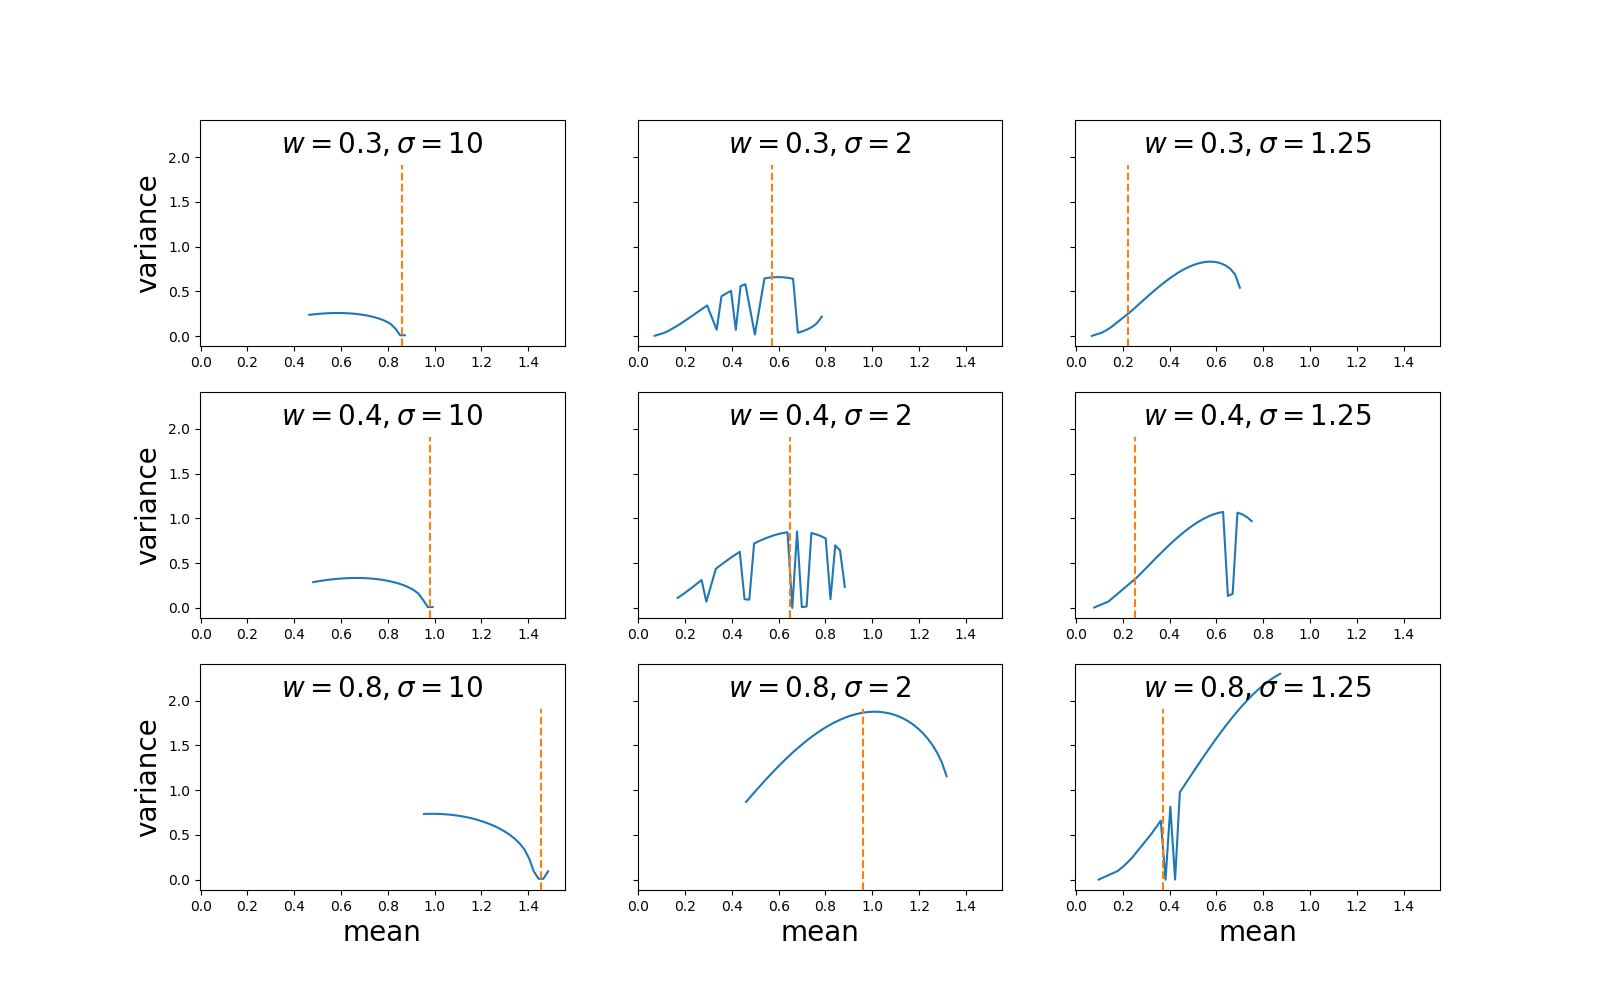 w = 0.3, σ = 10
w = 0.3, σ = 2
w = 0.3, σ = 1.25
variance
2.0
1.5
1.0
0.5
0.0
0.0 0.2 0.4 0.6 0.8 1.0 1.2 1.4
0.0 0.2 0.4 0.6 0.8 1.0 1.2 1.4
0.0 0.2 0.4 0.6 0.8 1.0 1.2 1.4
w = 0.4, σ = 10
w = 0.4, σ = 2
w = 0.4, σ = 1.25
variance
2.0
1.5
1.0
0.5
0.0
0.0 0.2 0.4 0.6 0.8 1.0 1.2 1.4
0.0 0.2 0.4 0.6 0.8 1.0 1.2 1.4
0.0 0.2 0.4 0.6 0.8 1.0 1.2 1.4
w = 0.8, σ = 10
w = 0.8, σ = 2
w = 0.8, σ = 1.25
variance
2.0
1.5
1.0
0.5
0.0
0.0 0.2 0.4 0.6 0.8 1.0 1.2 1.4
0.0 0.2 0.4 0.6 0.8 1.0 1.2 1.4
0.0 0.2 0.4 0.6 0.8 1.0 1.2 1.4
mean
mean
mean